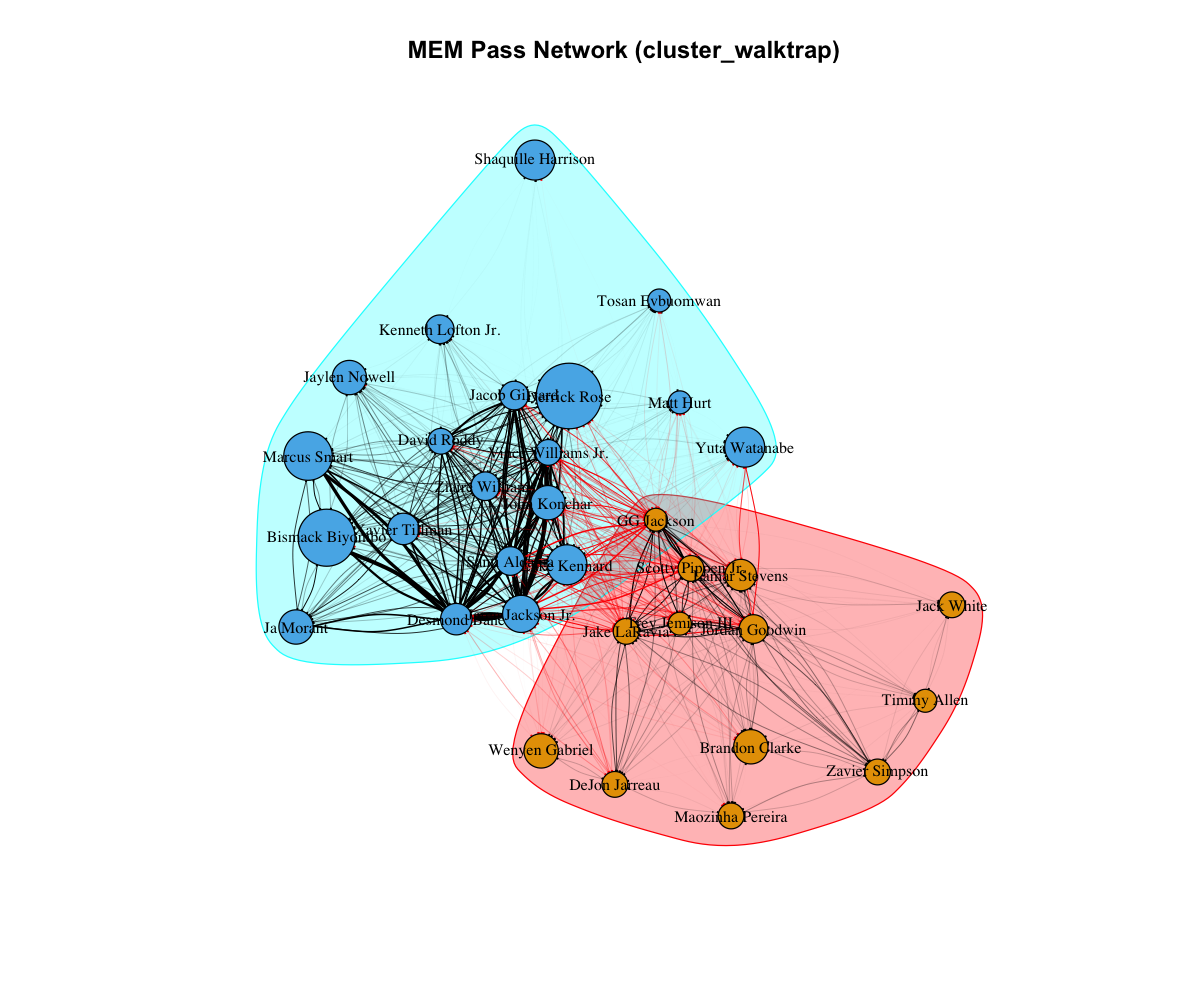 MEM Pass Network (cluster_walktrap)
Shaquille Harrison
Tosan Evbuomwan
Kenneth Lofton Jr.
Jaylen Nowell
Jacob Gilyard
Derrick Rose
Matt Hurt
David Roddy
Yuta Watanabe
Vince Williams Jr.
Marcus Smart
Ziaire Williams
John Konchar
GG Jackson
Xavier Tillman
Bismack Biyombo
Santi Aldama
Luke Kennard
Scotty Pippen Jr.
Lamar Stevens
Jack White
Jackson Jr.
Desmond Bane
Ja Morant
Trey Jemison III
Jake LaRavia
Jordan Goodwin
Timmy Allen
Wenyen Gabriel
Brandon Clarke
Zavier Simpson
DeJon Jarreau
Maozinha Pereira